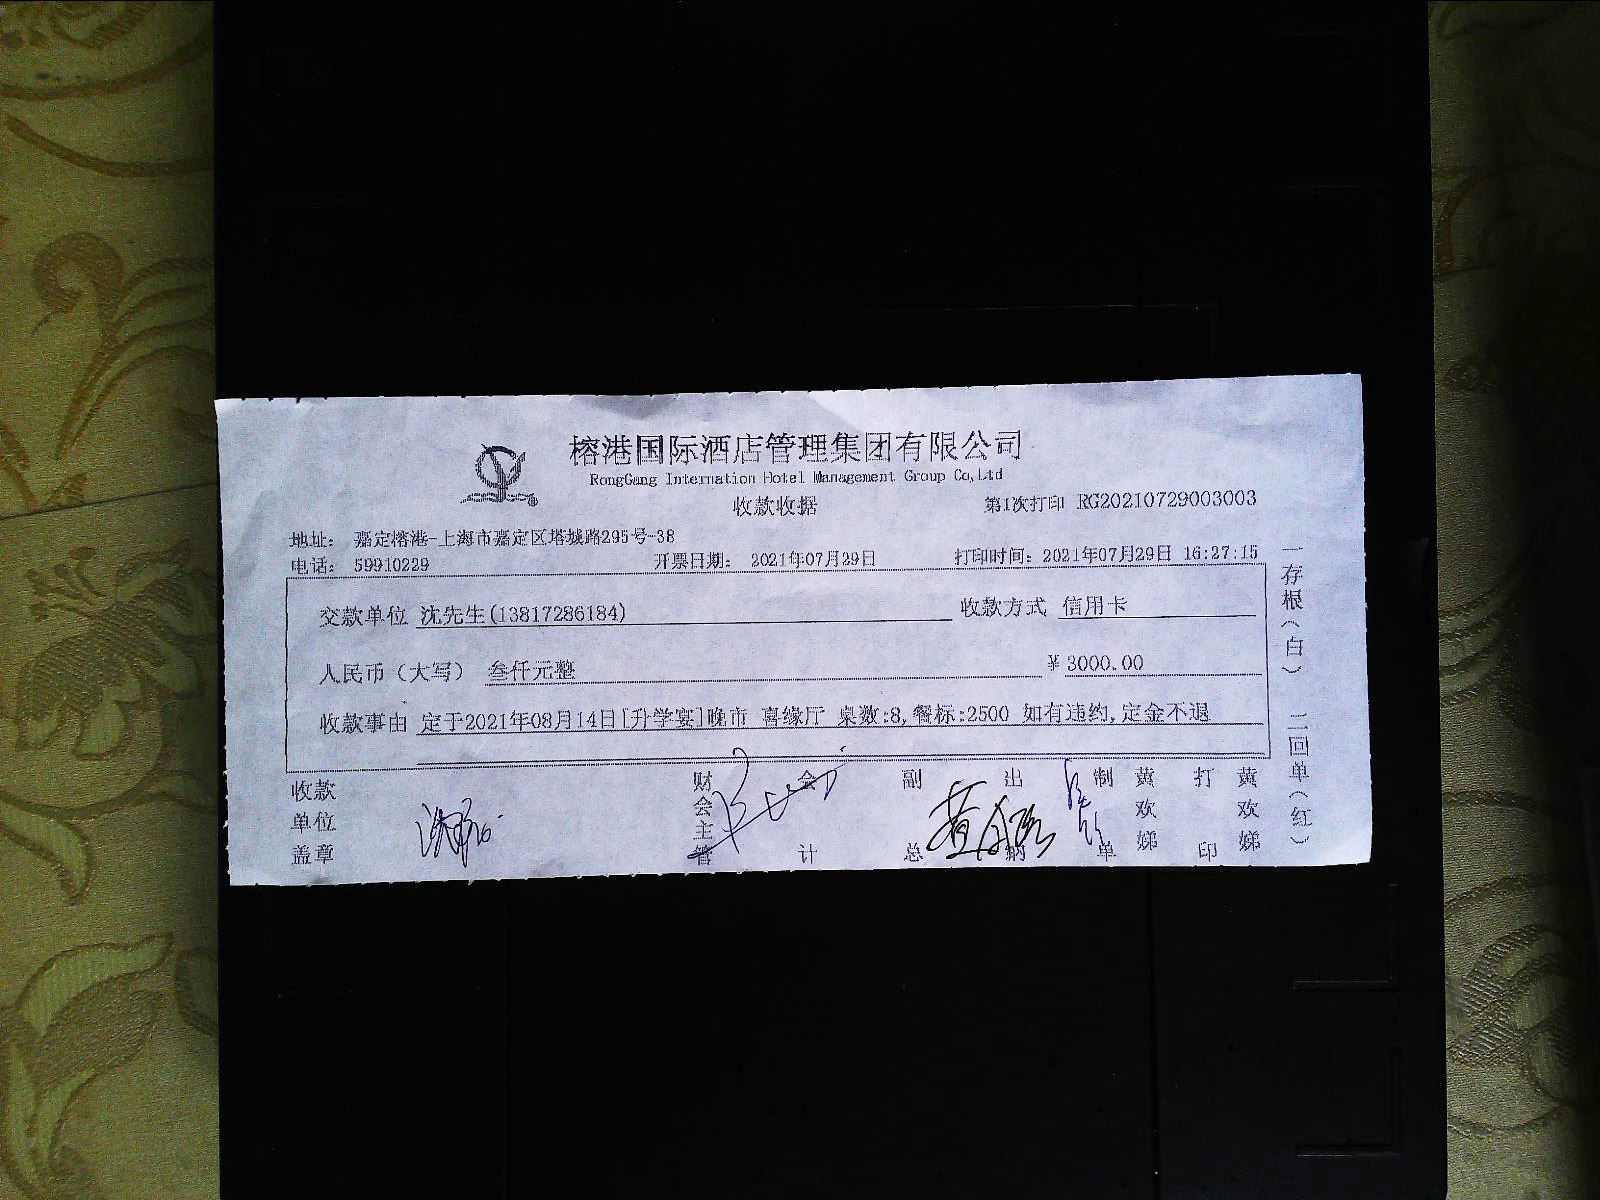 榕港国际酒店管理集团有限公司
RongGang Internation Hotel Management Group Co,Ltd
收款收据
第1次打印 RG20210729003003
地址： 嘉定榕港-上海市嘉定区塔城路295号-38
电话： 59910229 开票日期： 2021年07月29日 打印时间：2021年07月29日 16:27:15
交款单位 沈先生(13817286184) 收款方式 信用卡
人民币（大写） 叁仟元整 ￥3000.00
收款事由 定于2021年08月14日[升学宴]晚市 喜缘厅 桌数:8,餐标:2500 如有违约,定金不退
收款单位盖章 财会主管 会计 副总 出纳 制单 黄欢娣 打印 黄欢娣
一存根（白） 二回单（红）